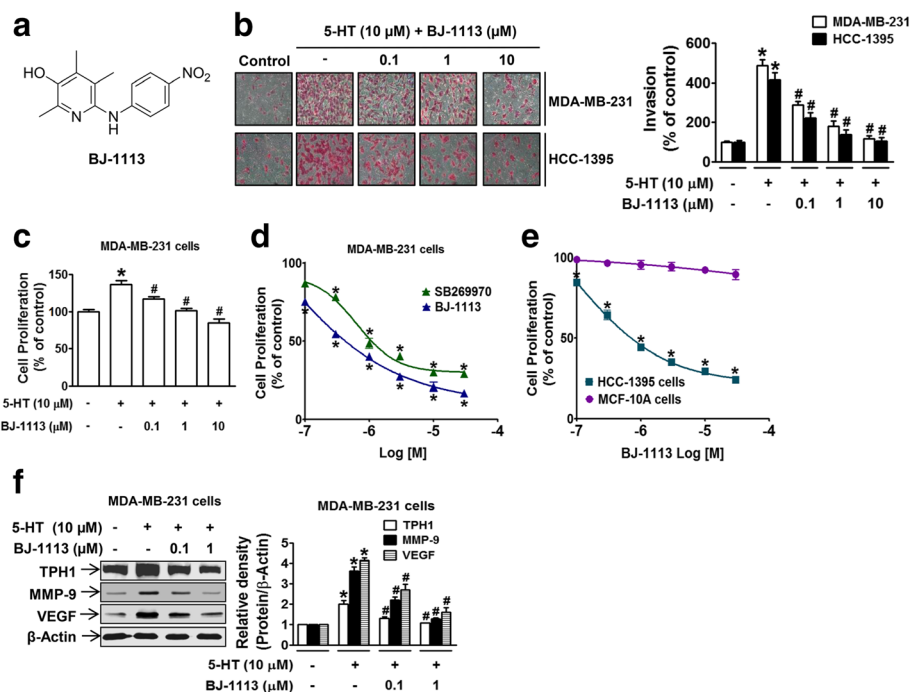 a
HO
NO2
N
N
H
BJ-1113
b
5-HT (10 μM) + BJ-1113 (μM)
Control - 0.1 1 10
MDA-MB-231
HCC-1395
MDA-MB-231
HCC-1395
Invasion
(% of control)
600
400
200
0
* * # # # # # #
5-HT (10 μM) - + + + +
BJ-1113 (μM) - - 0.1 1 10
c
MDA-MB-231 cells
Cell Proliferation
(% of control)
150
100
50
0
* # # #
5-HT (10 μM) - + + + +
BJ-1113 (μM) - - 0.1 1 10
d
MDA-MB-231 cells
SB269970
BJ-1113
Cell Proliferation
(% of control)
100
50
0
* * * * * *
* * * * *
-7 -6 -5 -4
Log [M]
e
Cell Proliferation
(% of control)
100
50
0
* * * * * *
HCC-1395 cells
MCF-10A cells
-7 -6 -5 -4
BJ-1113 Log [M]
f
MDA-MB-231 cells
5-HT (10 μM) - + + +
BJ-1113 (μM) - - 0.1 1
TPH1
MMP-9
VEGF
β-Actin
MDA-MB-231 cells
TPH1
MMP-9
VEGF
Relative density
(Protein/β-Actin)
5
4
3
2
1
0
* * * # # # # # #
5-HT (10 μM) - + + +
BJ-1113 (μM) - - 0.1 1